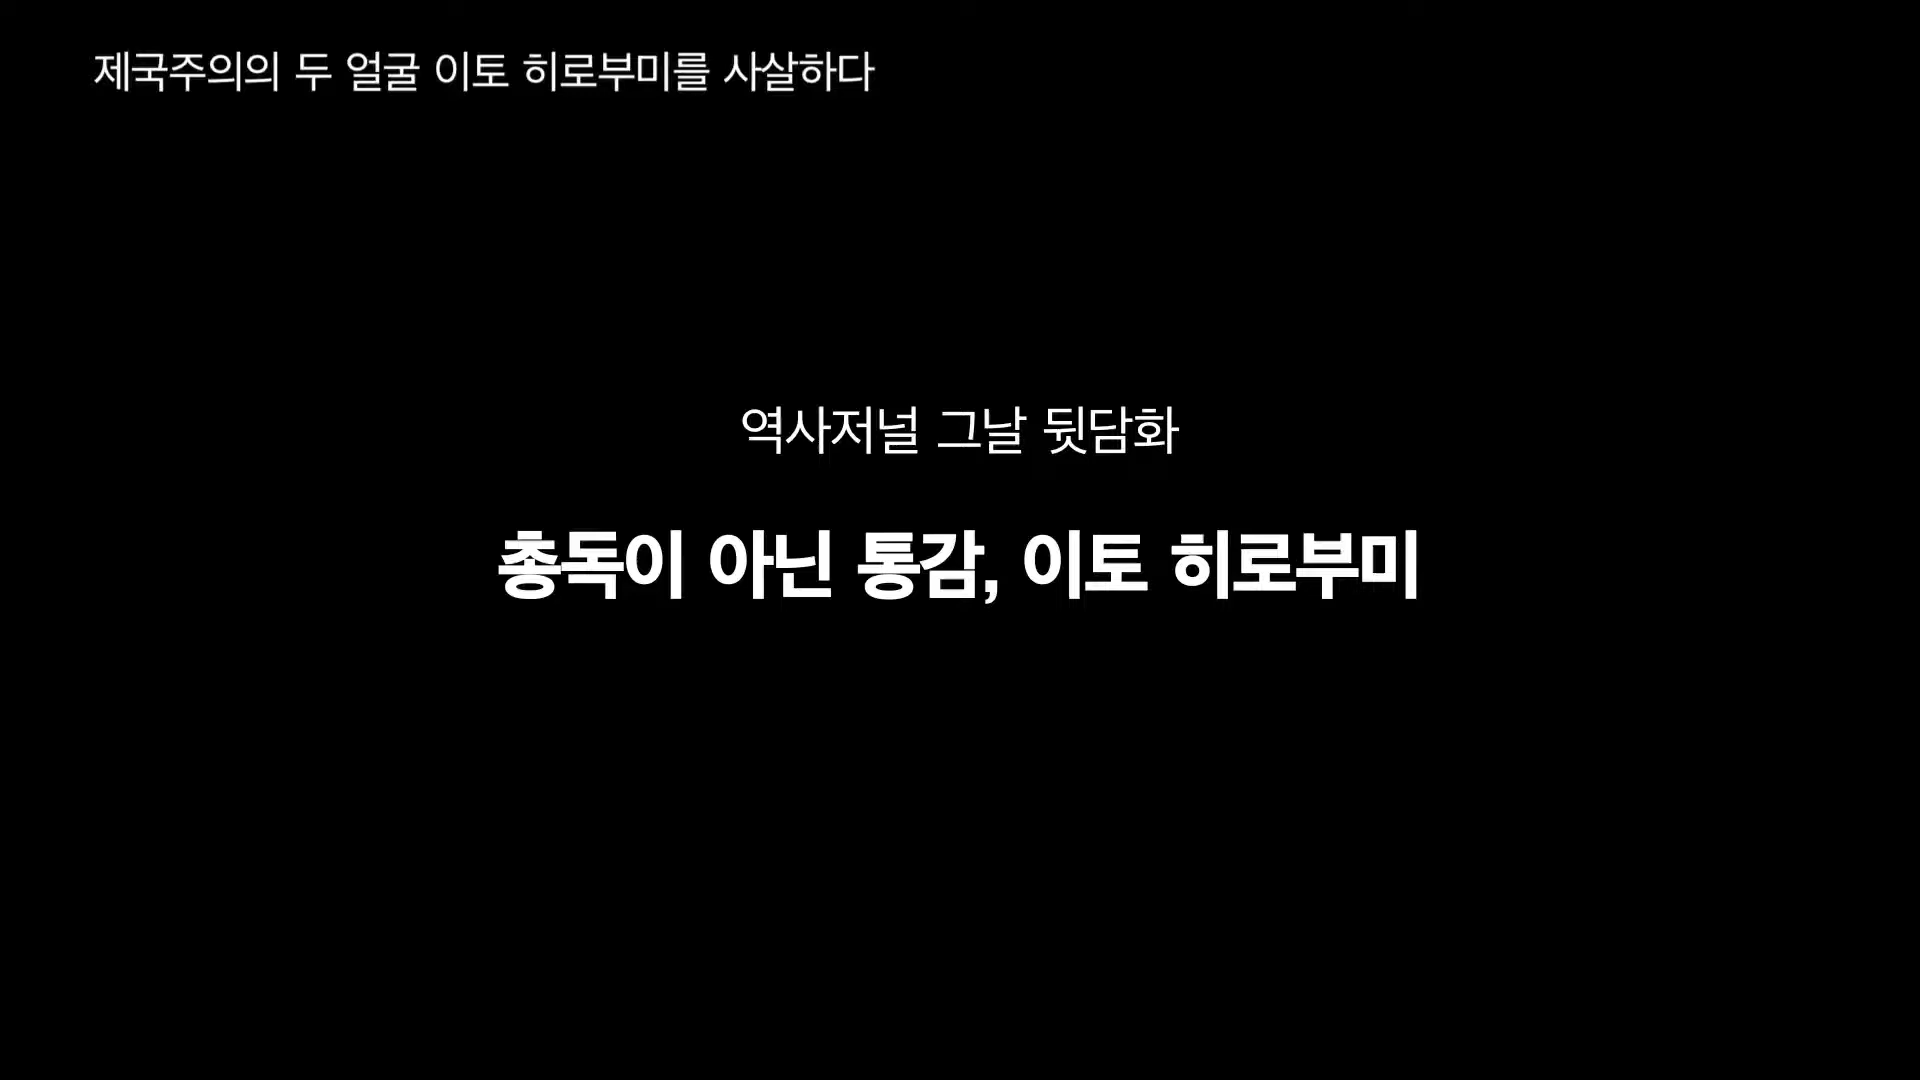 제국주의의 두 얼굴 이토 히로부미를 사살하다
역사저널 그날 뒷담화
총독이 아닌 통감, 이토 히로부미